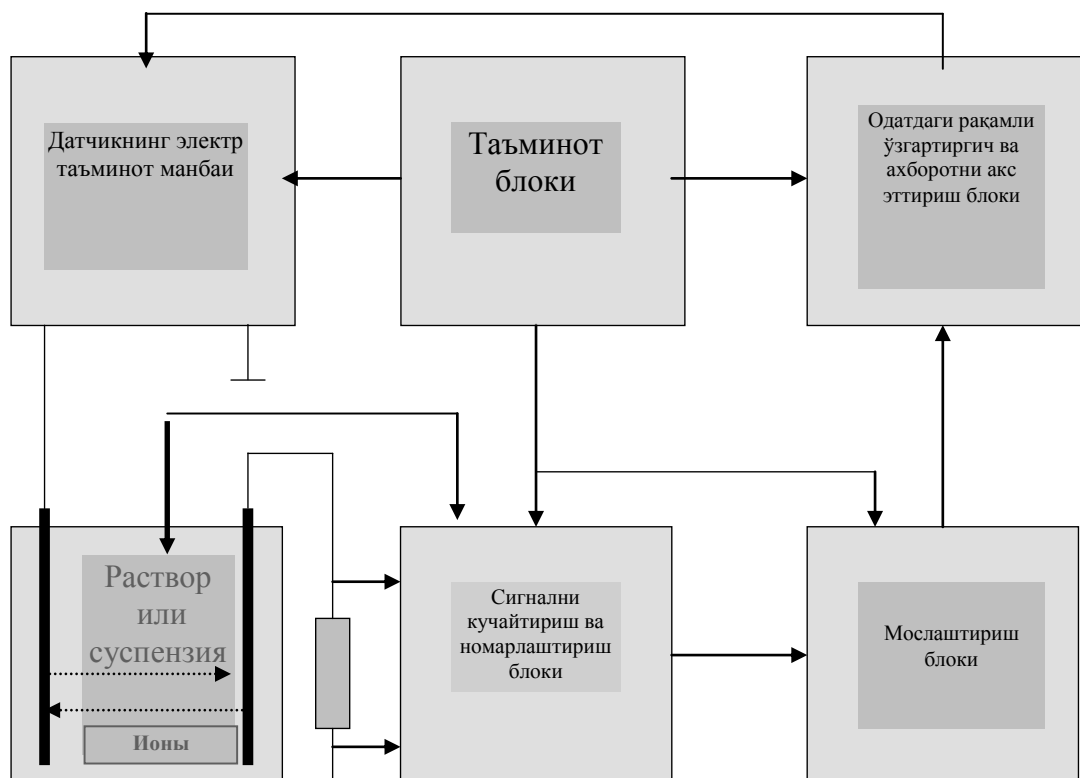 Датчикнинг электр
таъминот манбаи
Таъминот
блоки
Одатдаги рақамли
ўзгартиргич ва
ахборотни акс
эттириш блоки
Раствор
или
суспензия
Ионы
Сигнални
кучайтириш ва
номарлаштириш
блоки
Мослаштириш
блоки